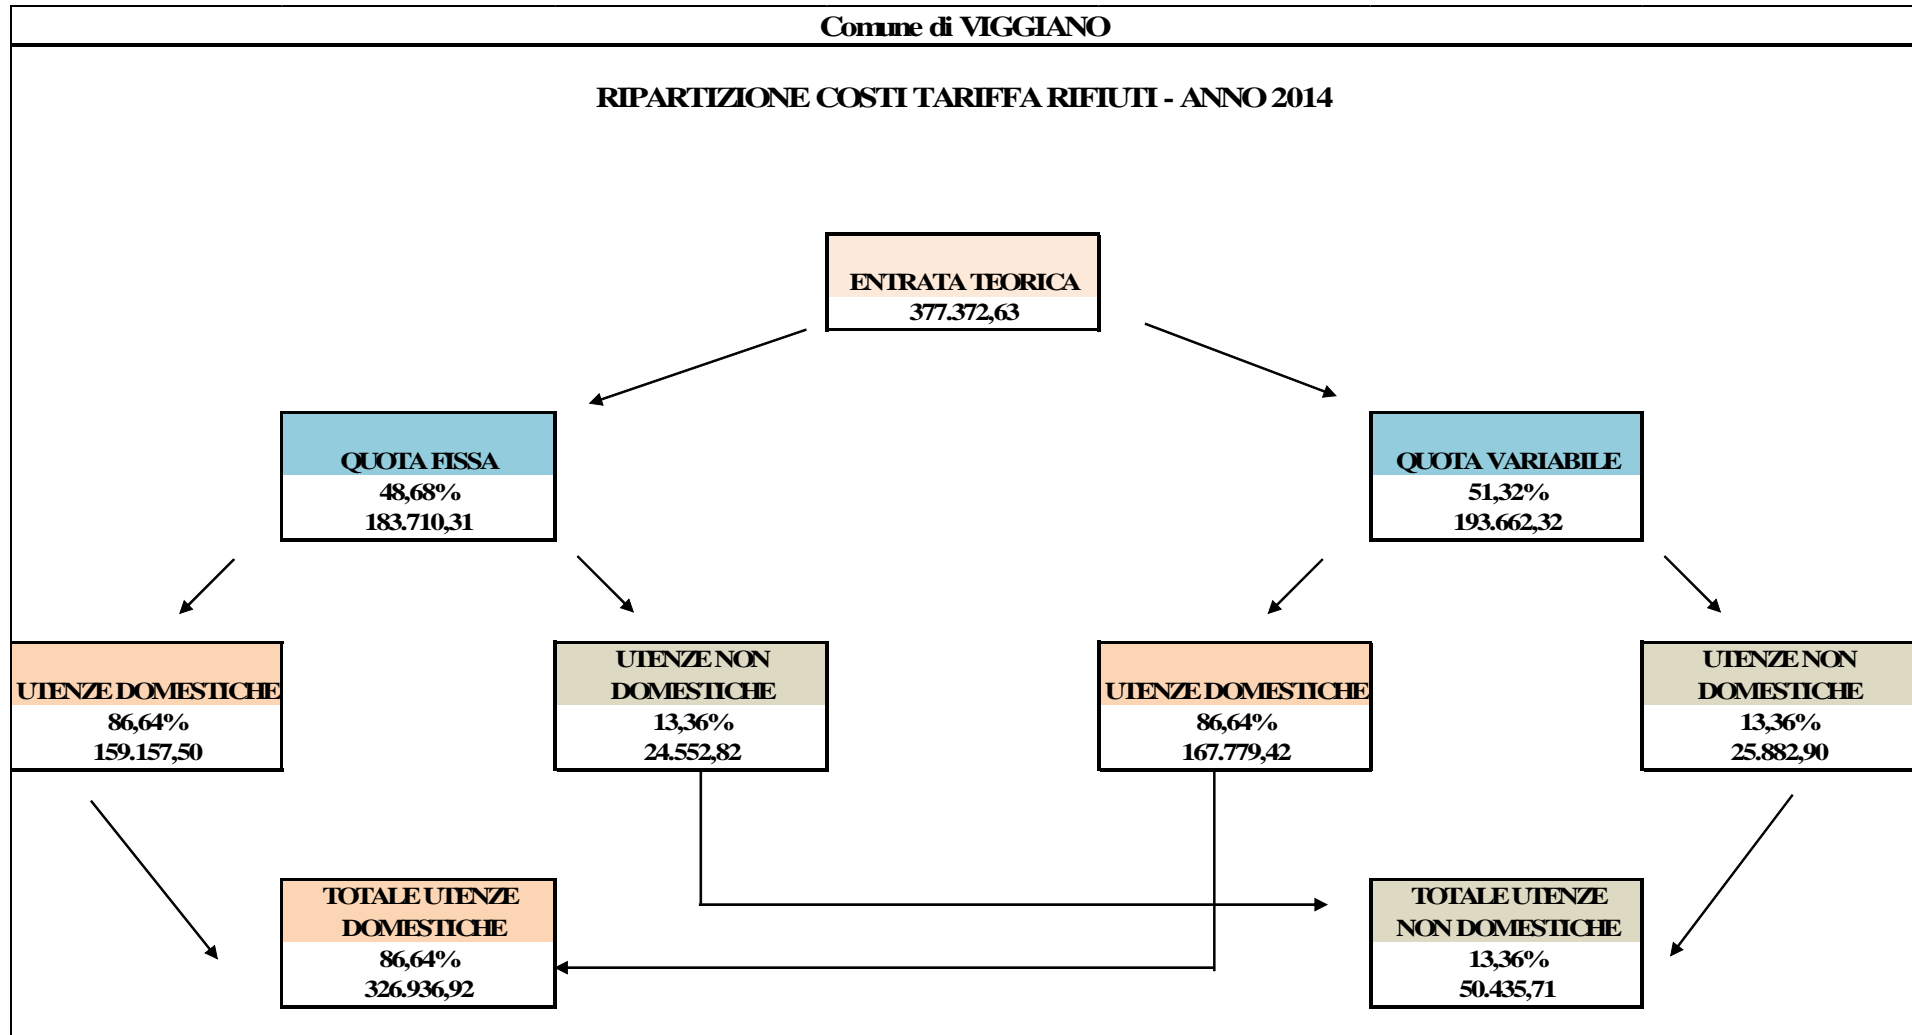 Comune di VIGGIANO
RIPARTIZIONE COSTI TARIFFA RIFIUTI - ANNO 2014
ENTRATA TEORICA
377.372,63
QUOTA FISSA
48,68%
183.710,31
QUOTA VARIABILE
51,32%
193.662,32
UTENZE DOMESTICHE
86,64%
159.157,50
UTENZE NON
DOMESTICHE
13,36%
24.552,82
UTENZE DOMESTICHE
86,64%
167.779,42
UTENZE NON
DOMESTICHE
13,36%
25.882,90
TOTALE UTENZE
DOMESTICHE
86,64%
326.936,92
TOTALE UTENZE
NON DOMESTICHE
13,36%
50.435,71